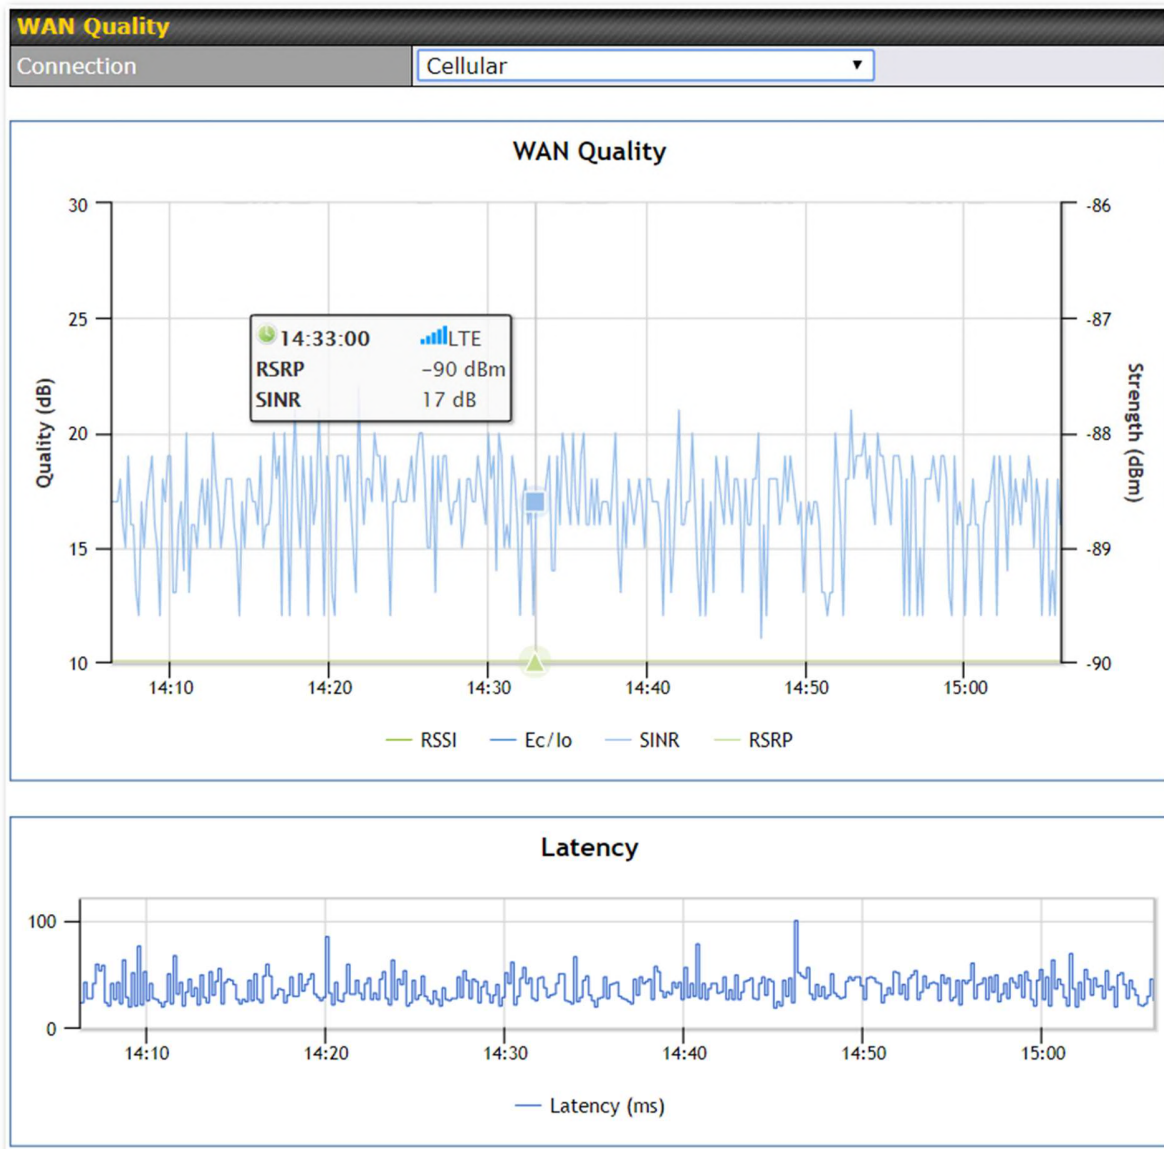 WAN Quality
Connection
Cellular
WAN Quality
30
25
20
15
10
Quality (dB)
-86
-87
-88
-89
-90
Strength (dBm)
14:33:00 LTE
RSRP −90 dBm
SINR 17 dB
14:10 14:20 14:30 14:40 14:50 15:00
RSSI Ec/Io SINR RSRP
Latency
100
0
14:10 14:20 14:30 14:40 14:50 15:00
Latency (ms)